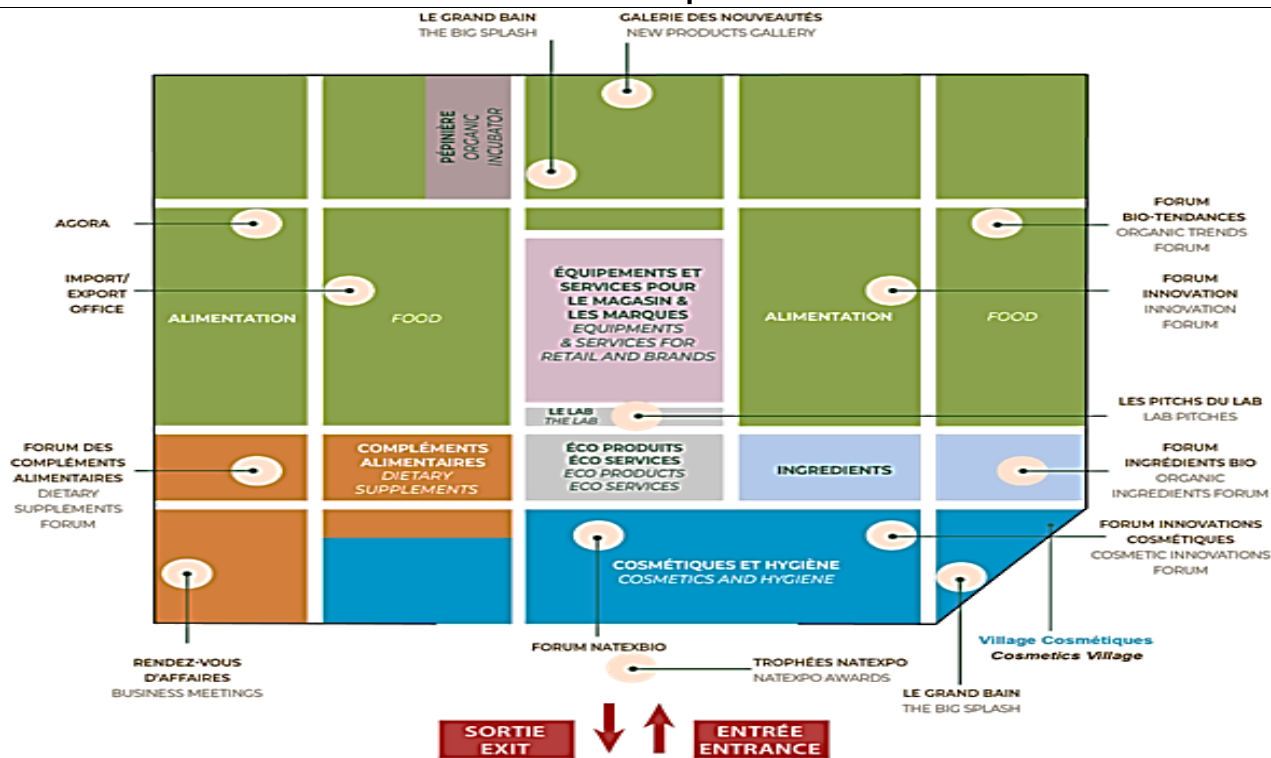 LE GRAND BAIN
THE BIG SPLASH
GALERIE DES NOUVEAUTÉS
NEW PRODUCTS GALLERY
PÉPINIÈRE
ORGANIC
INCUBATOR
AGORA
IMPORT/
EXPORT
OFFICE
ALIMENTATION
FOOD
ÉQUIPEMENTS ET
SERVICES POUR
LE MAGASIN &
LES MARQUES
EQUIPMENTS
& SERVICES FOR
RETAIL AND BRANDS
ALIMENTATION
FOOD
FORUM
BIO-TENDANCES
ORGANIC TRENDS
FORUM
FORUM
INNOVATION
INNOVATION
FORUM
LE LAB
THE LAB
LES PITCHS DU LAB
LAB PITCHES
FORUM DES
COMPLÉMENTS
ALIMENTAIRES
DIETARY
SUPPLEMENTS
FORUM
COMPLÉMENTS
ALIMENTAIRES
DIETARY
SUPPLEMENTS
ÉCO PRODUITS
ÉCO SERVICES
ECO PRODUCTS
ECO SERVICES
INGREDIENTS
FORUM
INGRÉDIENTS BIO
ORGANIC
INGREDIENTS FORUM
COSMÉTIQUES ET HYGIÈNE
COSMETICS AND HYGIENE
FORUM INNOVATIONS
COSMÉTIQUES
COSMETIC INNOVATIONS
FORUM
RENDEZ-VOUS
D'AFFAIRES
BUSINESS MEETINGS
FORUM NATEXBIO
TROPHÉES NATEXPO
NATEXPO AWARDS
Village Cosmétiques
Cosmetics Village
LE GRAND BAIN
THE BIG SPLASH
SORTIE
EXIT
ENTRÉE
ENTRANCE